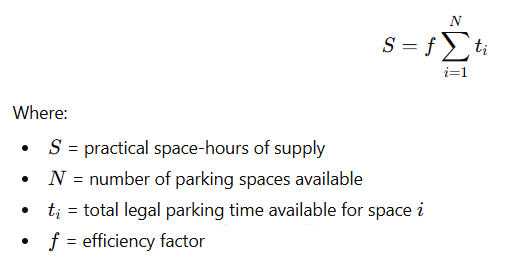 S = f \sum_{i=1}^{N} t_i
Where:
• S = practical space-hours of supply
• N = number of parking spaces available
• t_i = total legal parking time available for space i
• f = efficiency factor